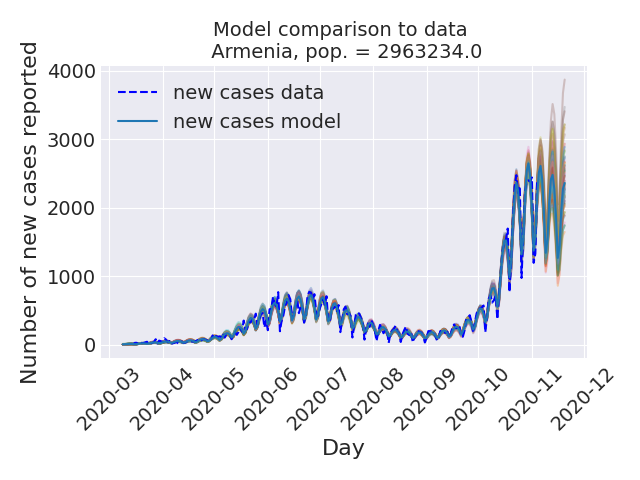 Model comparison to data
Armenia, pop. = 2963234.0
Number of new cases reported
4000
3000
2000
1000
0
new cases data
new cases model
2020-03
2020-04
2020-05
2020-06
2020-07
2020-08
2020-09
2020-10
2020-11
2020-12
Day